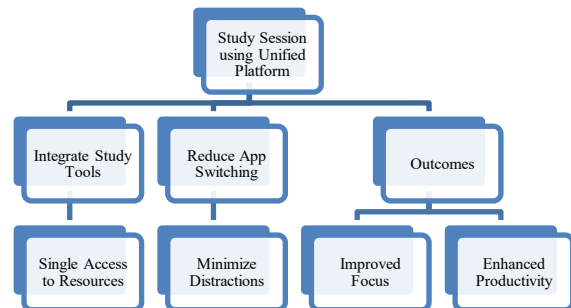 Study Session
using Unified
Platform
Integrate Study
Tools
Reduce App
Switching
Outcomes
Single Access
to Resources
Minimize
Distractions
Improved
Focus
Enhanced
Productivity